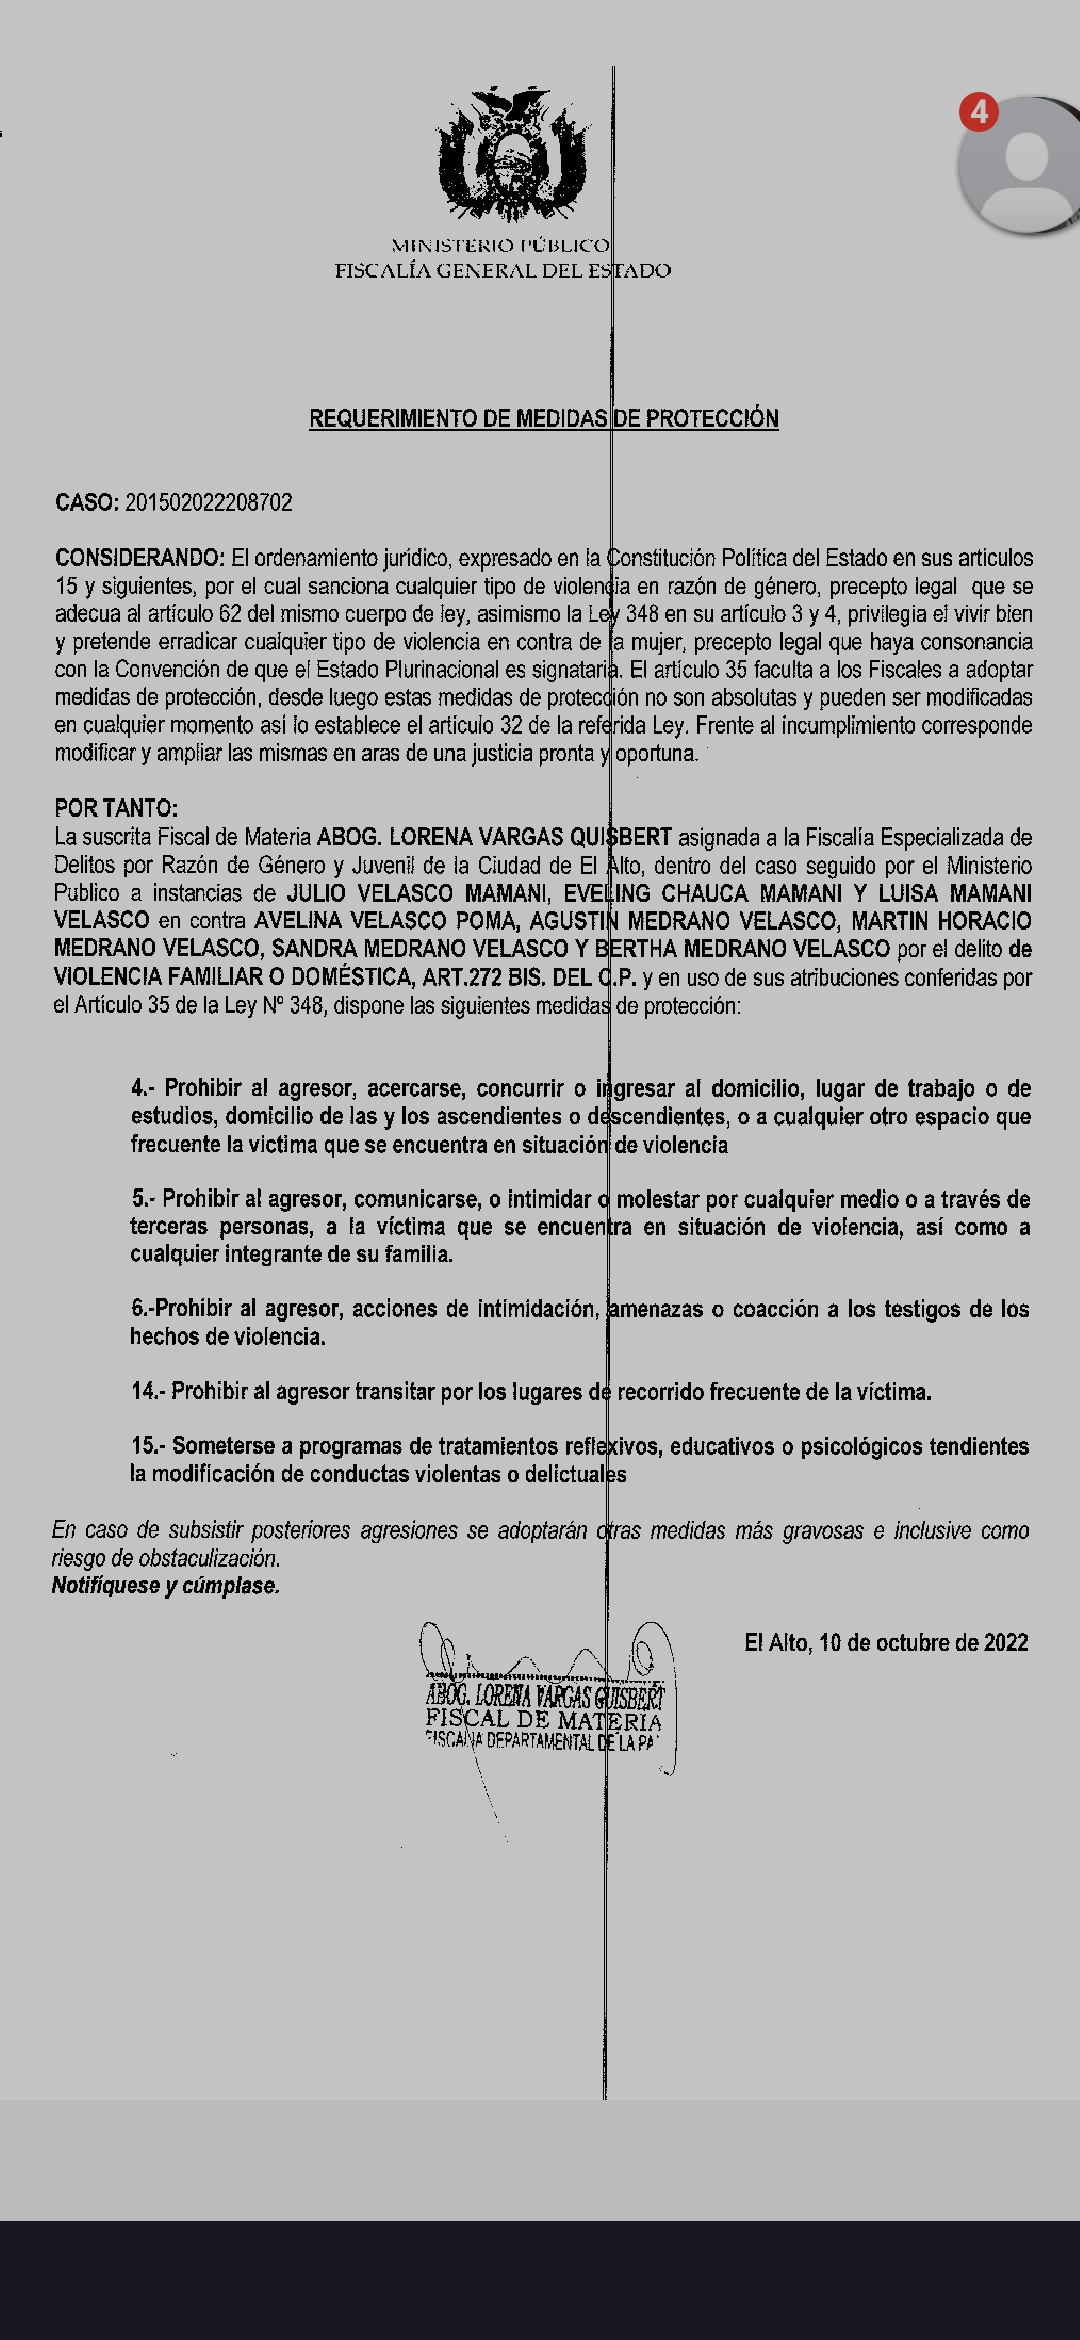 4
MINISTERIO PÚBLICO
FISCALÍA GENERAL DEL ESTADO
REQUERIMIENTO DE MEDIDAS DE PROTECCIÓN
CASO: 201502022208702
CONSIDERANDO: El ordenamiento jurídico, expresado en la Constitución Política del Estado en sus artículos
15 y siguientes, por el cual sanciona cualquier tipo de violencia en razón de género, precepto legal que se
adecua al artículo 62 del mismo cuerpo de ley, asimismo la Ley 348 en su artículo 3 y 4, privilegia el vivir bien
y pretende erradicar cualquier tipo de violencia en contra de la mujer, precepto legal que haya consonancia
con la Convención de que el Estado Plurinacional es signataria. El artículo 35 faculta a los Fiscales a adoptar
medidas de protección, desde luego estas medidas de protección no son absolutas y pueden ser modificadas
en cualquier momento así lo establece el artículo 32 de la referida Ley. Frente al incumplimiento corresponde
modificar y ampliar las mismas en aras de una justicia pronta y oportuna.
POR TANTO:
La suscrita Fiscal de Materia ABOG. LORENA VARGAS QUISBERT asignada a la Fiscalía Especializada de
Delitos por Razón de Género y Juvenil de la Ciudad de El Alto, dentro del caso seguido por el Ministerio
Publico a instancias de JULIO VELASCO MAMANI, EVELING CHAUCA MAMANI Y LUISA MAMANI
VELASCO en contra AVELINA VELASCO POMA, AGUSTIN MEDRANO VELASCO, MARTIN HORACIO
MEDRANO VELASCO, SANDRA MEDRANO VELASCO Y BERTHA MEDRANO VELASCO por el delito de
VIOLENCIA FAMILIAR O DOMÉSTICA, ART.272 BIS. DEL C.P. y en uso de sus atribuciones conferidas por
el Artículo 35 de la Ley Nº 348, dispone las siguientes medidas de protección:
4.- Prohibir al agresor, acercarse, concurrir o ingresar al domicilio, lugar de trabajo o de
estudios, domicilio de las y los ascendientes o descendientes, o a cualquier otro espacio que
frecuente la victima que se encuentra en situación de violencia
5.- Prohibir al agresor, comunicarse, o intimidar o molestar por cualquier medio o a través de
terceras personas, a la víctima que se encuentra en situación de violencia, así como a
cualquier integrante de su familia.
6.-Prohibir al agresor, acciones de intimidación, amenazas o coacción a los testigos de los
hechos de violencia.
14.- Prohibir al agresor transitar por los lugares de recorrido frecuente de la víctima.
15.- Someterse a programas de tratamientos reflexivos, educativos o psicológicos tendientes
la modificación de conductas violentas o delictuales
En caso de subsistir posteriores agresiones se adoptarán otras medidas más gravosas e inclusive como
riesgo de obstaculización.
Notifíquese y cúmplase.
El Alto, 10 de octubre de 2022
ABOG. LORENA VARGAS QUISBERT
FISCAL DE MATERIA
FISCALIA DEPARTAMENTAL DE LA PA